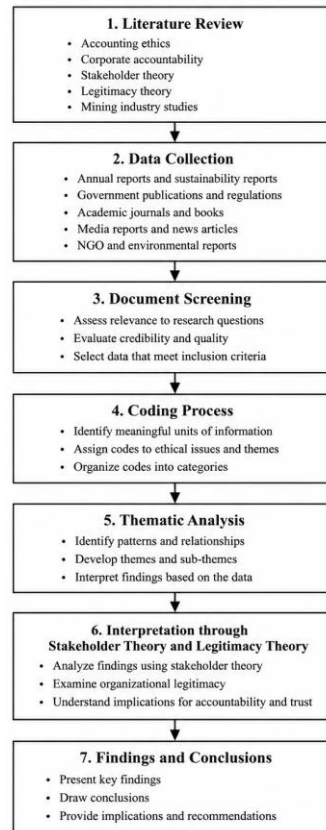 1. Literature Review
• Accounting ethics
• Corporate accountability
• Stakeholder theory
• Legitimacy theory
• Mining industry studies
2. Data Collection
• Annual reports and sustainability reports
• Government publications and regulations
• Academic journals and books
• Media reports and news articles
• NGO and environmental reports
3. Document Screening
• Assess relevance to research questions
• Evaluate credibility and quality
• Select data that meet inclusion criteria
4. Coding Process
• Identify meaningful units of information
• Assign codes to ethical issues and themes
• Organize codes into categories
5. Thematic Analysis
• Identify patterns and relationships
• Develop themes and sub-themes
• Interpret findings based on the data
6. Interpretation through
Stakeholder Theory and Legitimacy Theory
• Analyze findings using stakeholder theory
• Examine organizational legitimacy
• Understand implications for accountability and trust
7. Findings and Conclusions
• Present key findings
• Draw conclusions
• Provide implications and recommendations